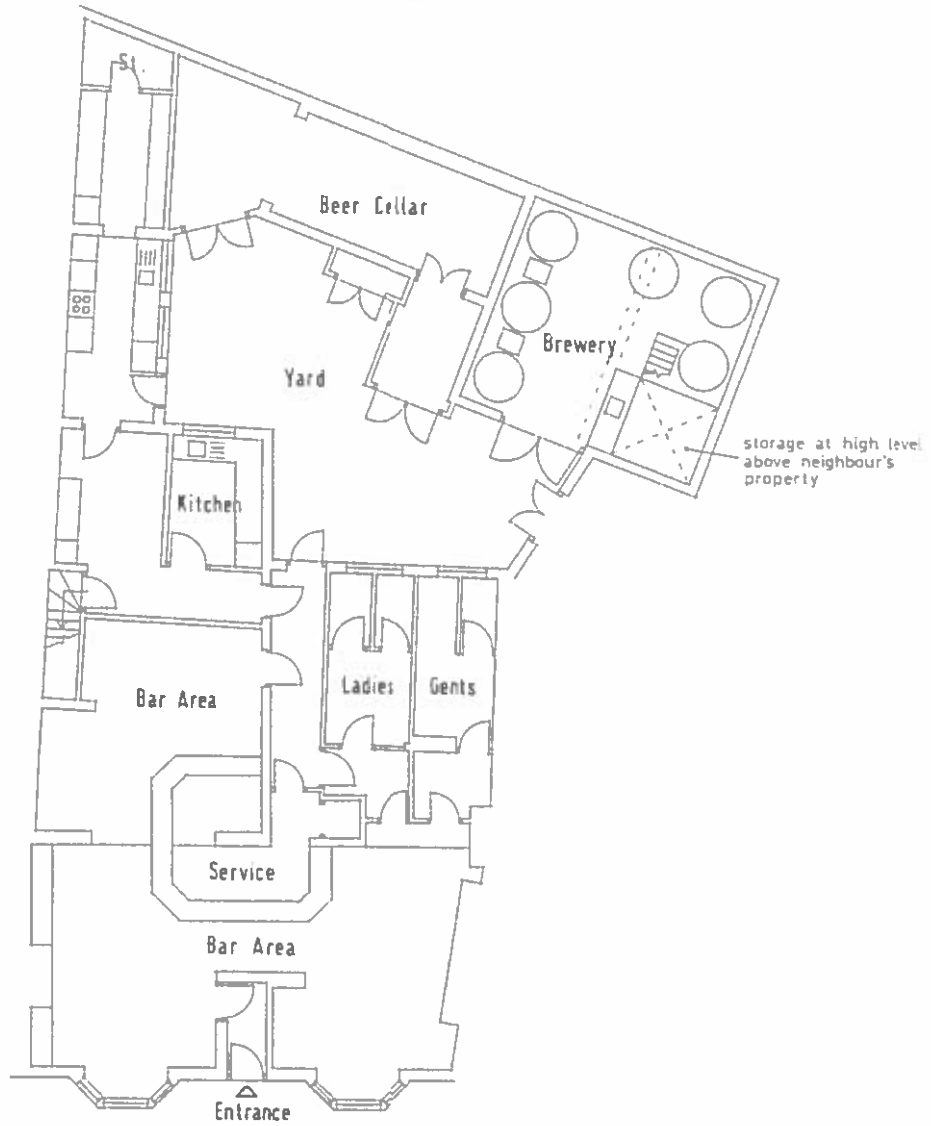 St.
Beer Cellar
Brewery
Yard
storage at high level
above neighbour's
property
Kitchen
Bar Area
Ladies
Gents
Service
Bar Area
Entrance